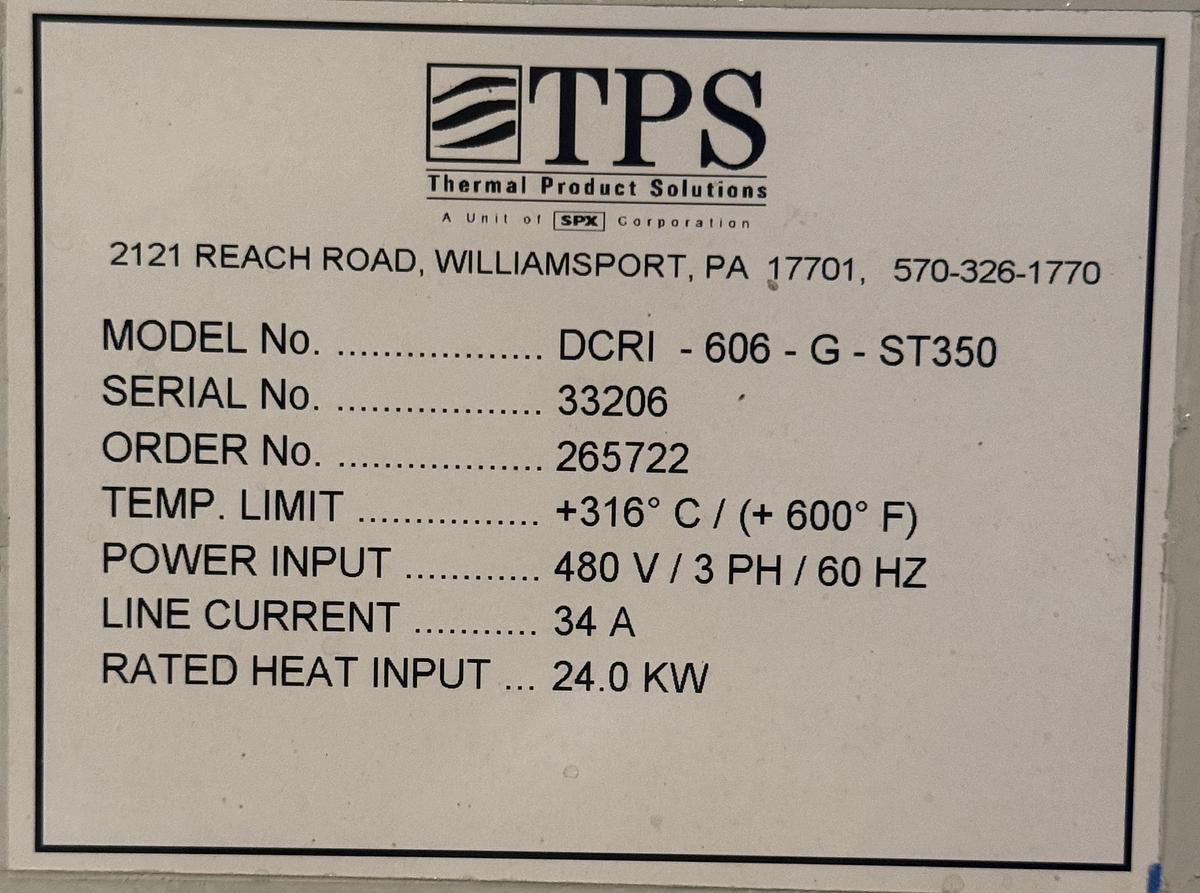 TPS
Thermal Product Solutions
A Unit of SPX Corporation
2121 REACH ROAD, WILLIAMSPORT, PA 17701, 570-326-1770
MODEL No. .................. DCRI - 606 - G - ST350
SERIAL No. .................. 33206
ORDER No. .................. 265722
TEMP. LIMIT ................ +316° C / (+ 600° F)
POWER INPUT ............ 480 V / 3 PH / 60 HZ
LINE CURRENT ........... 34 A
RATED HEAT INPUT ... 24.0 KW